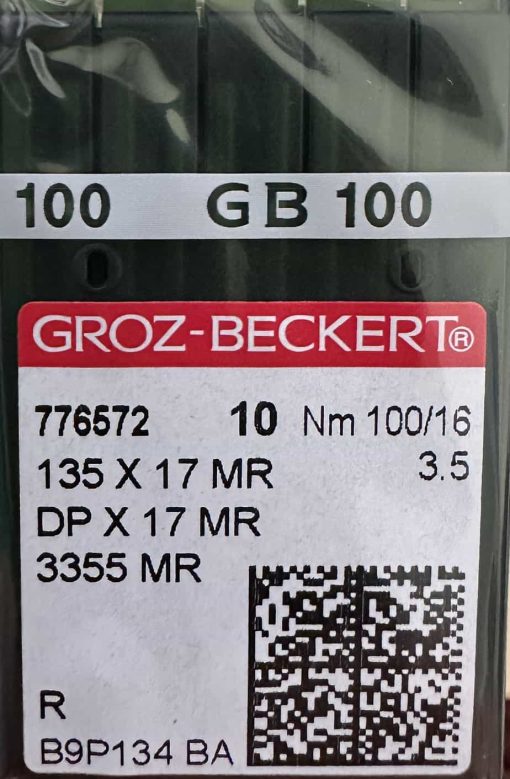 100 GB 100
GROZ-BECKERT®
776572 10 Nm 100/16
135 X 17 MR 3.5
DP X 17 MR
3355 MR
R
B9P134 BA